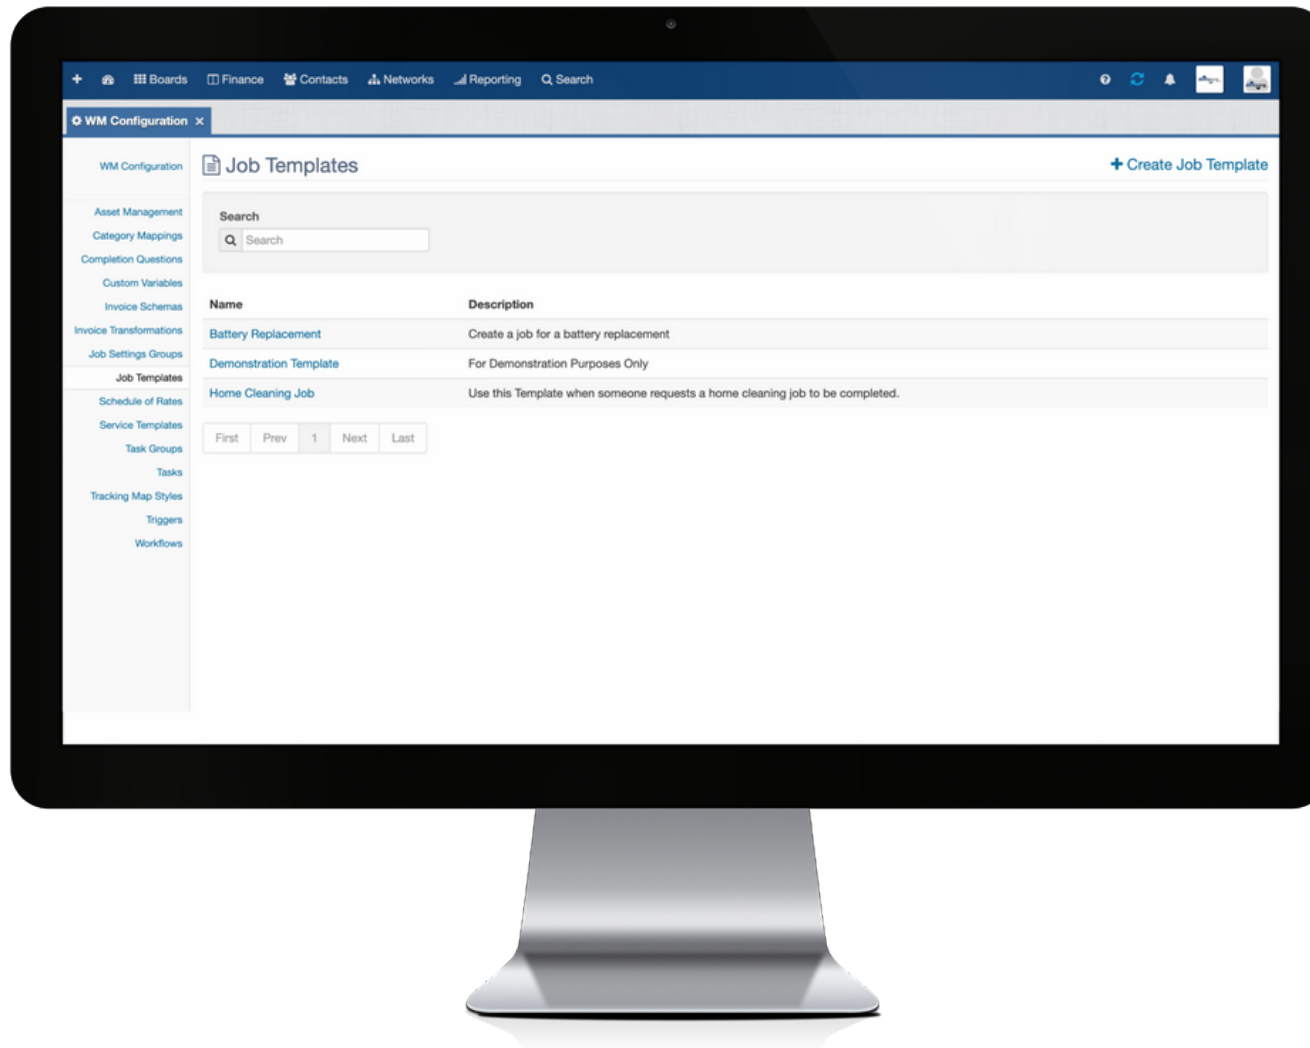 Boards Finance Contacts Networks Reporting Search
WM Configuration ×
WM Configuration
Asset Management
Category Mappings
Completion Questions
Custom Variables
Invoice Schemas
Invoice Transformations
Job Settings Groups
Job Templates
Schedule of Rates
Service Templates
Task Groups
Tasks
Tracking Map Styles
Triggers
Workflows
Job Templates
+ Create Job Template
Search
Search
Name Description
Battery Replacement Create a job for a battery replacement
Demonstration Template For Demonstration Purposes Only
Home Cleaning Job Use this Template when someone requests a home cleaning job to be completed.
First Prev 1 Next Last